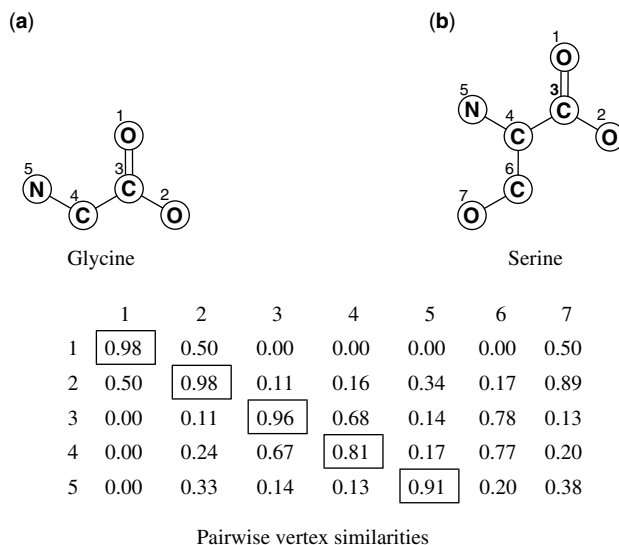 (a) (b)
1
O
5 3
N C
4 2
C O
Glycine
1
O
5 3
N 4 C 2
C O
6
C
7
O
Serine
1 2 3 4 5 6 7
1 0.98 0.50 0.00 0.00 0.00 0.00 0.50
2 0.50 0.98 0.11 0.16 0.34 0.17 0.89
3 0.00 0.11 0.96 0.68 0.14 0.78 0.13
4 0.00 0.24 0.67 0.81 0.17 0.77 0.20
5 0.00 0.33 0.14 0.13 0.91 0.20 0.38
Pairwise vertex similarities